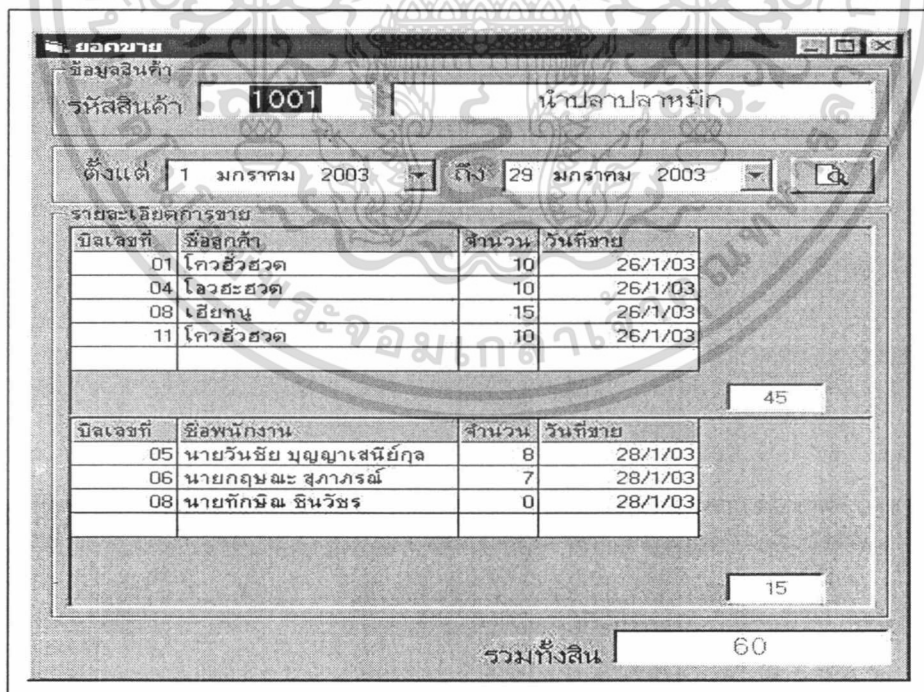 ยอดขาย
ข้อมูลสินค้า
รหัสสินค้า 1001 น้ำปลาปลาหมึก
ตั้งแต่ 1 มกราคม 2003 ถึง 29 มกราคม 2003
รายละเอียดการขาย
บิลเลขที่ ชื่อลูกค้า จำนวน วันที่ขาย
01 โกวฮั่วฮวด 10 26/1/03
04 โลวฮะฮวด 10 26/1/03
08 เฮียหนู 15 26/1/03
11 โกวฮั่วฮวด 10 26/1/03
45
บิลเลขที่ ชื่อพนักงาน จำนวน วันที่ขาย
05 นายวันชัย บุญญาเสนีย์กุล 8 28/1/03
06 นายกฤษณะ สุภาภรณ์ 7 28/1/03
08 นายทักษิณ ชินวัชร 0 28/1/03
15
รวมทั้งสิ้น 60